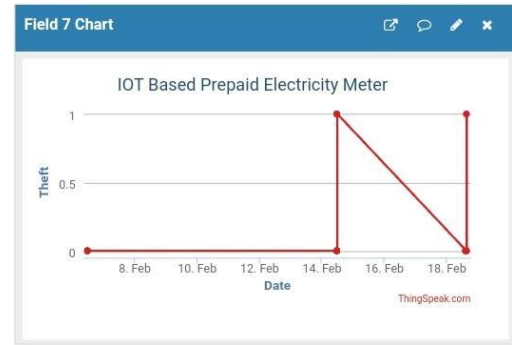 Field 7 Chart
IOT Based Prepaid Electricity Meter
1
0.5
0
Theft
8. Feb 10. Feb 12. Feb 14. Feb 16. Feb 18. Feb
Date
ThingSpeak.com